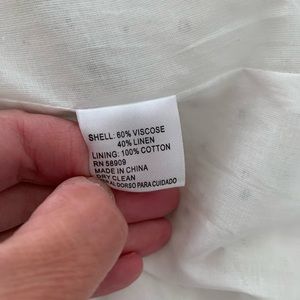 SHELL: 60% VISCOSE
40% LINEN
LINING: 100% COTTON
RN 58909
MADE IN CHINA
DRY CLEAN
AL DORSO PARA CUIDADO